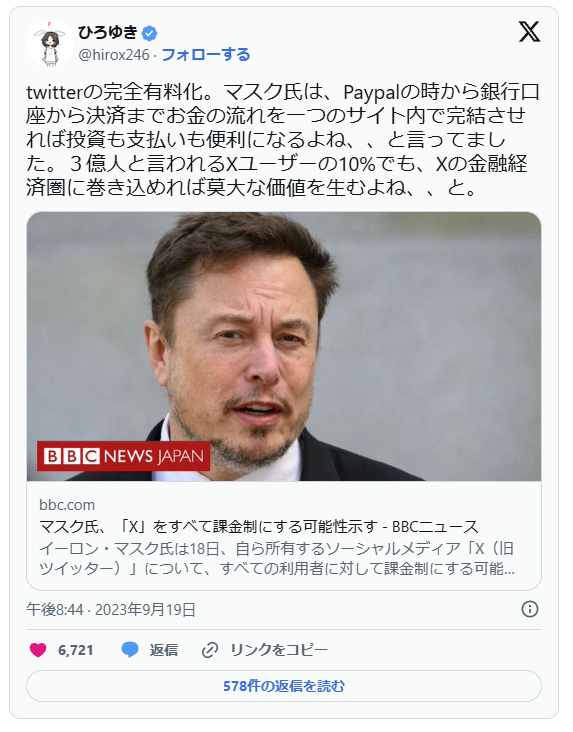 ひろゆき
@hirox246 · フォローする
twitterの完全有料化。マスク氏は、Paypalの時から銀行口
座から決済までお金の流れを一つのサイト内で完結させ
れば投資も支払いも便利になるよね、、と言ってまし
た。３億人と言われるXユーザーの10%でも、Xの金融経
済圏に巻き込めれば莫大な価値を生むよね、、と。
BBC NEWS JAPAN
bbc.com
マスク氏、「X」をすべて課金制にする可能性示す - BBCニュース
イーロン・マスク氏は18日、自ら所有するソーシャルメディア「X（旧
ツイッター）」について、すべての利用者に対して課金制にする可能...
午後8:44 · 2023年9月19日
6,721 返信 リンクをコピー
578件の返信を読む